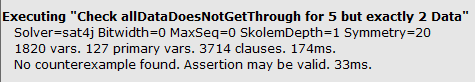 Executing "Check allDataDoesNotGetThrough for 5 but exactly 2 Data"
Solver=sat4j Bitwidth=0 MaxSeq=0 SkolemDepth=1 Symmetry=20
1820 vars. 127 primary vars. 3714 clauses. 174ms.
No counterexample found. Assertion may be valid. 33ms.